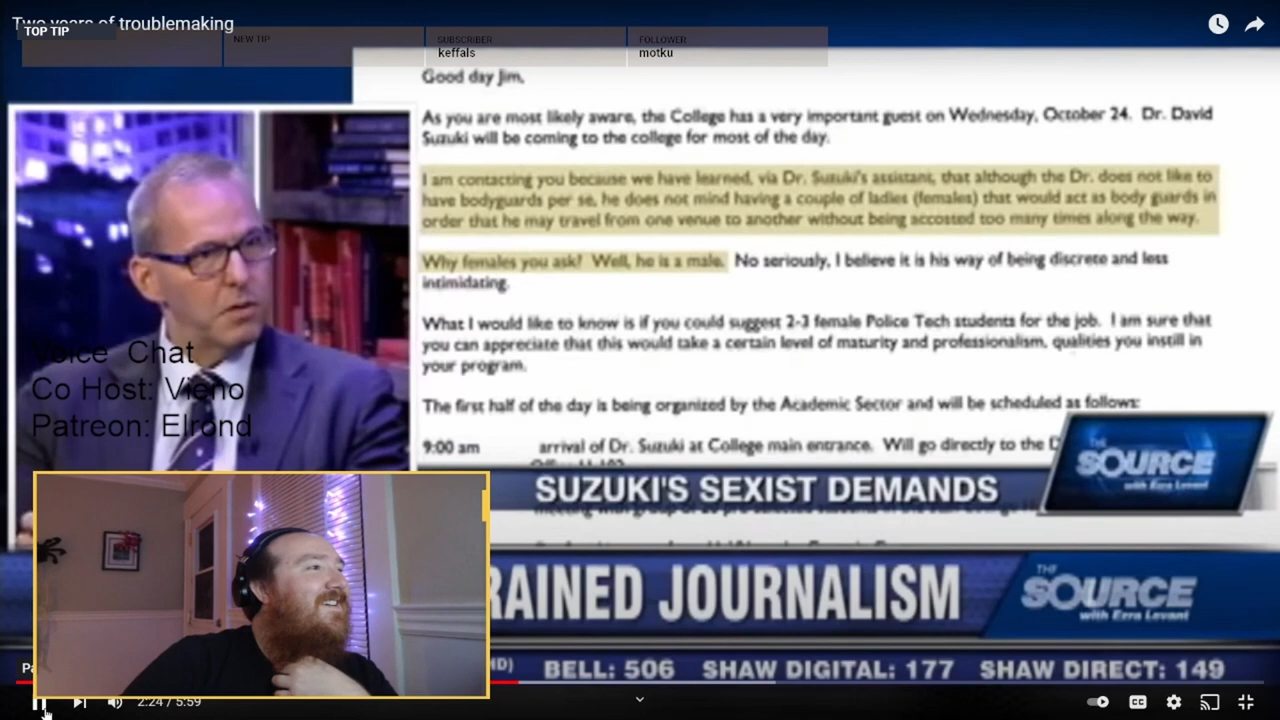 Two years of troublemaking
TOP TIP
NEW TIP
SUBSCRIBER
keffals
FOLLOWER
motku
Good day Jim,
As you are most likely aware, the College has a very important guest on Wednesday, October 24. Dr. David
Suzuki will be coming to the college for most of the day.
I am contacting you because we have learned, via Dr. Suzuki's assistant, that although the Dr. does not like to
have bodyguards per se, he does not mind having a couple of ladies (females) that would act as body guards in
order that he may travel from one venue to another without being accosted too many times along the way.
Why females you ask? Well, he is a male. No seriously, I believe it is his way of being discrete and less
intimidating.
What I would like to know is if you could suggest 2-3 female Police Tech students for the job. I am sure that
you can appreciate that this would take a certain level of maturity and professionalism, qualities you instill in
your program.
The first half of the day is being organized by the Academic Sector and will be scheduled as follows:
9:00 am arrival of Dr. Suzuki at College main entrance. Will go directly to the
Voice Chat
Co Host: Vieno
Patreon: Elrond
THE
SOURCE
with Ezra Levant
SUZUKI'S SEXIST DEMANDS
RAINED JOURNALISM
THE
SOURCE
with Ezra Levant
HD) BELL: 506 SHAW DIGITAL: 177 SHAW DIRECT: 149
2:24 / 5:59
CC